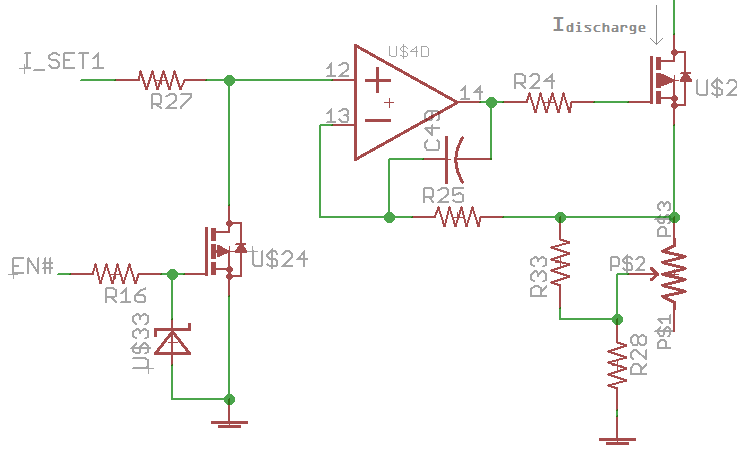 Idischarge
I_SET1
U$4D
12
14
R24
R27
13
C49
U$2
R25
P$3
EN#
U$24
R33
P$2
R16
U$33
R28
P$1